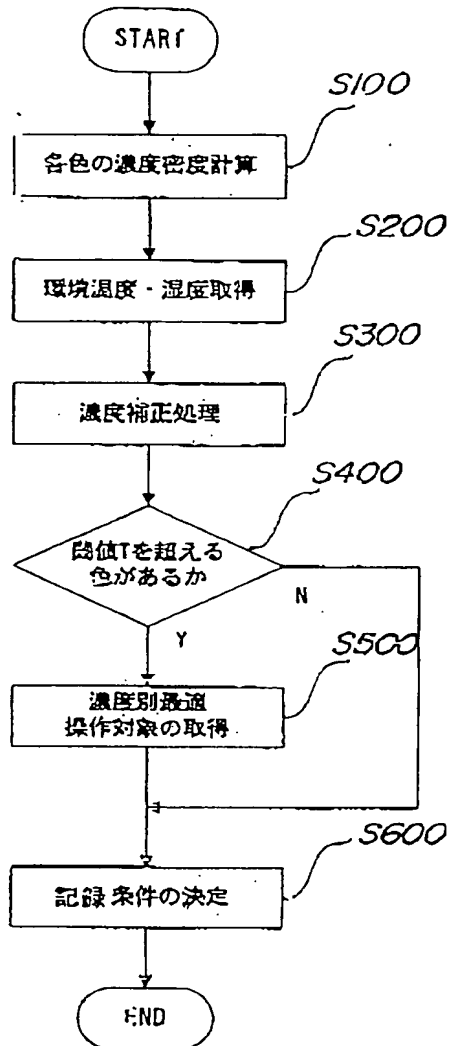 START
S100
各色の濃度密度計算
S200
環境温度・湿度取得
S300
濃度補正処理
S400
閾値Tを超える
色があるか
N
Y
S500
濃度別最適
操作対象の取得
S600
記録条件の決定
END